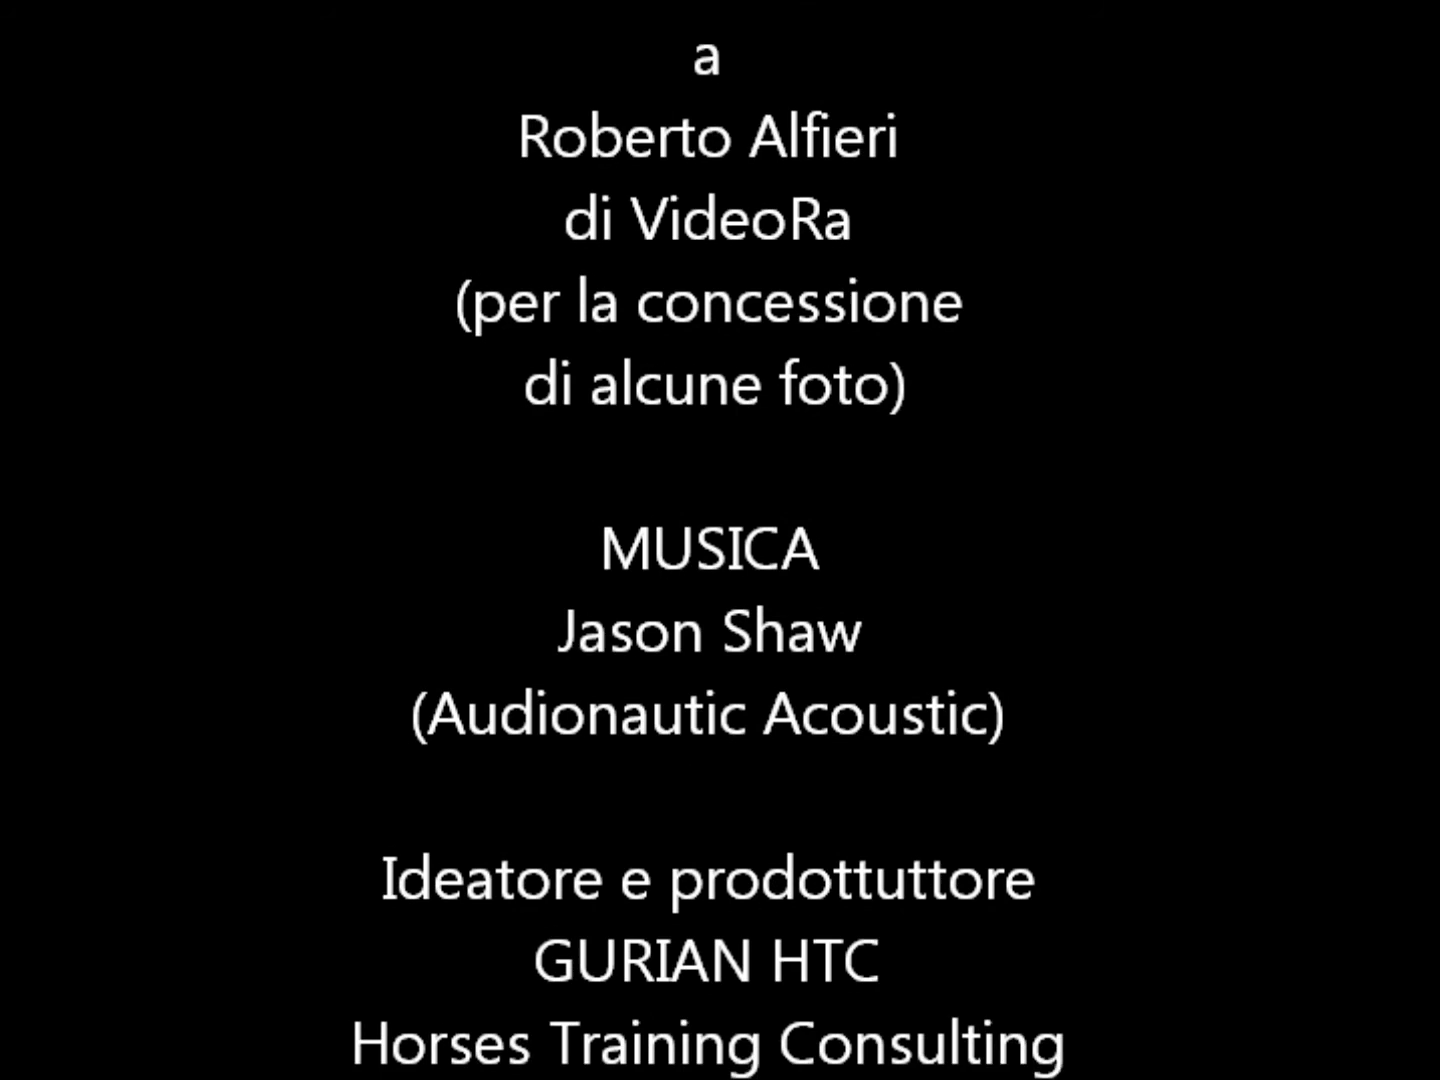 a
Roberto Alfieri
di VideoRa
(per la concessione
di alcune foto)
MUSICA
Jason Shaw
(Audionautic Acoustic)
Ideatore e prodottuttore
GURIAN HTC
Horses Training Consulting